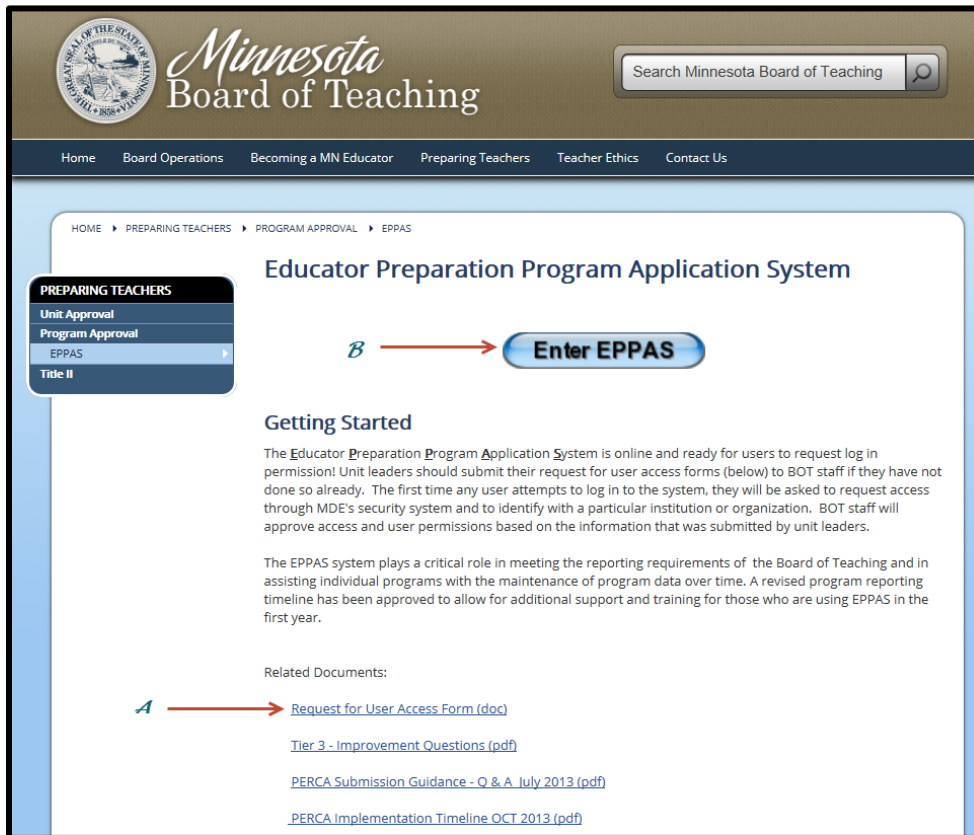 THE GREAT SEAL OF THE STATE OF MINNESOTA
1858
Minnesota
Board of Teaching
Search Minnesota Board of Teaching
Home Board Operations Becoming a MN Educator Preparing Teachers Teacher Ethics Contact Us
HOME PREPARING TEACHERS PROGRAM APPROVAL EPPAS
Educator Preparation Program Application System
PREPARING TEACHERS
Unit Approval
Program Approval
EPPAS
Title II
B
Enter EPPAS
Getting Started
The Educator Preparation Program Application System is online and ready for users to request log in
permission! Unit leaders should submit their request for user access forms (below) to BOT staff if they have not
done so already. The first time any user attempts to log in to the system, they will be asked to request access
through MDE's security system and to identify with a particular institution or organization. BOT staff will
approve access and user permissions based on the information that was submitted by unit leaders.
The EPPAS system plays a critical role in meeting the reporting requirements of the Board of Teaching and in
assisting individual programs with the maintenance of program data over time. A revised program reporting
timeline has been approved to allow for additional support and training for those who are using EPPAS in the
first year.
Related Documents:
A
Request for User Access Form (doc)
Tier 3 - Improvement Questions (pdf)
PERCA Submission Guidance - Q & A July 2013 (pdf)
PERCA Implementation Timeline OCT 2013 (pdf)